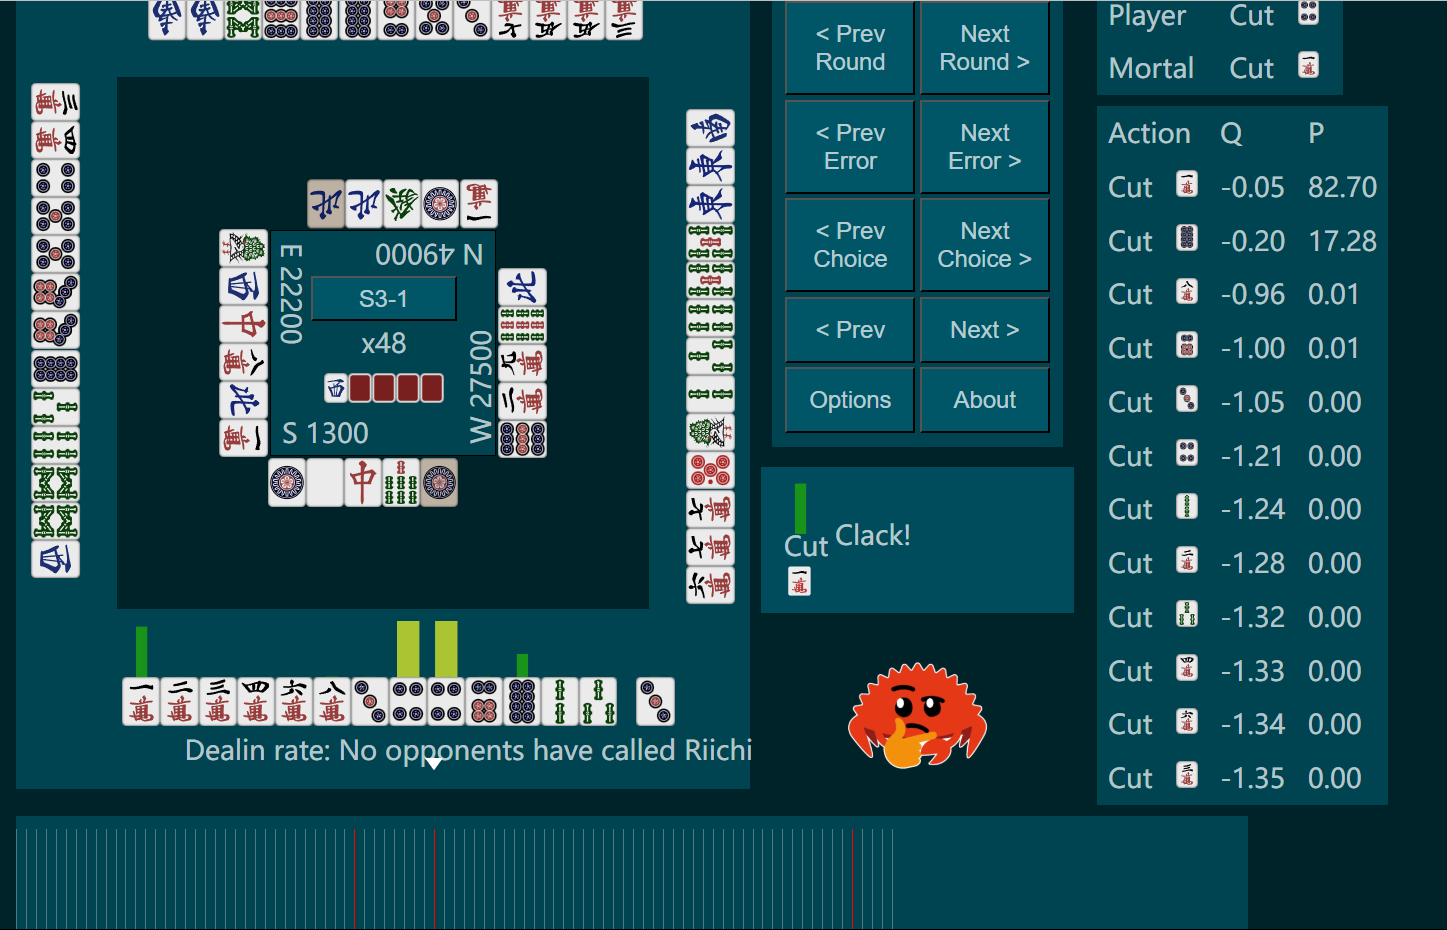 < Prev Round
Next Round >
< Prev Error
Next Error >
< Prev Choice
Next Choice >
< Prev
Next >
Options
About
Player Cut
Mortal Cut
Action Q P
Cut -0.05 82.70
Cut -0.20 17.28
Cut -0.96 0.01
Cut -1.00 0.01
Cut -1.05 0.00
Cut -1.21 0.00
Cut -1.24 0.00
Cut -1.28 0.00
Cut -1.32 0.00
Cut -1.33 0.00
Cut -1.34 0.00
Cut -1.35 0.00
N 49000
E 22200
S3-1
x48
W 27500
S 1300
Cut Clack!
Dealin rate: No opponents have called Riichi